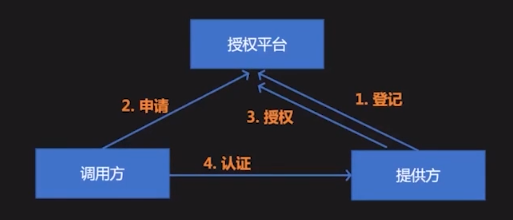 授权平台
1. 登记
2. 申请
3. 授权
4. 认证
调用方
提供方